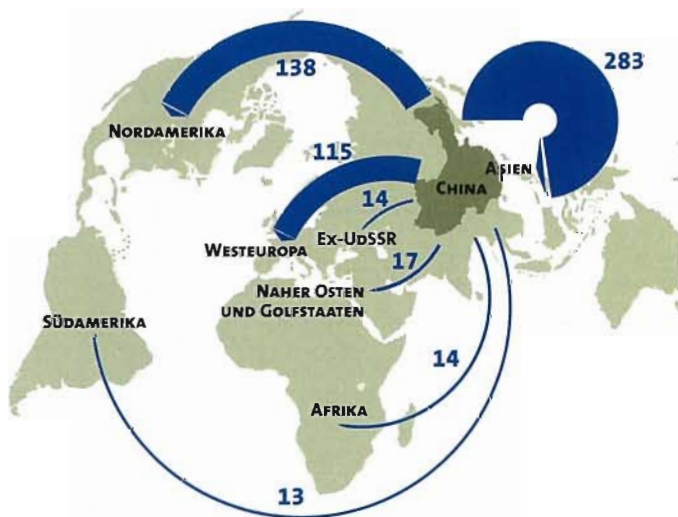 283
138
NORDAMERIKA
115
ASIEN
CHINA
14
EX-UDSSR
WESTEUROPA
17
NAHER OSTEN
UND GOLFSTAATEN
SÜDAMERIKA
14
AFRIKA
13